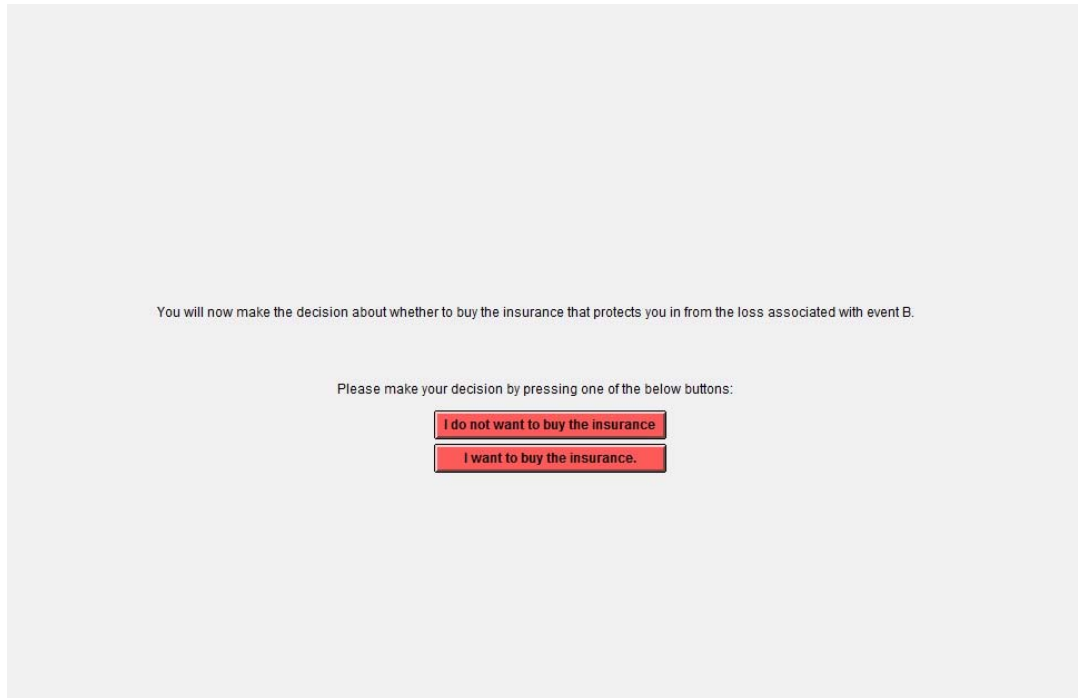 You will now make the decision about whether to buy the insurance that protects you in from the loss associated with event B.
Please make your decision by pressing one of the below buttons:
I do not want to buy the insurance
I want to buy the insurance.